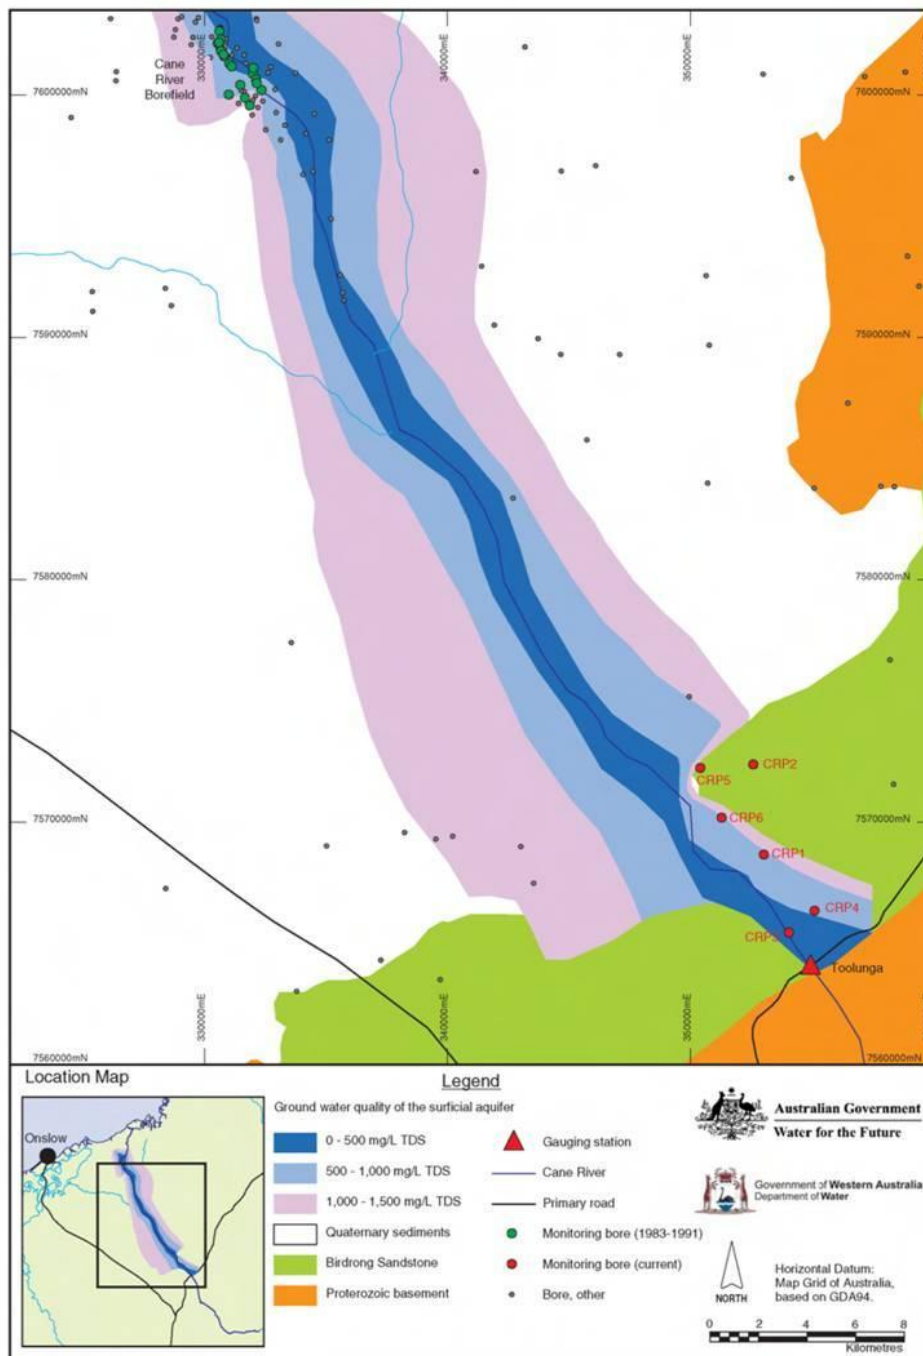 Cane
River
Borefield
330000mE
340000mE
350000mE
7600000mN
7600000mN
7590000mN
7590000mN
7580000mN
7580000mN
CRP2
CRP5
7570000mN
CRP6
7570000mN
CRP1
CRP4
CRP3
Toolunga
330000mE
340000mE
350000mE
7560000mN
7560000mN
Location Map
Onslow
Legend
Ground water quality of the surficial aquifer
0 - 500 mg/L TDS
500 - 1,000 mg/L TDS
1,000 - 1,500 mg/L TDS
Quaternary sediments
Birdrong Sandstone
Proterozoic basement
Gauging station
Cane River
Primary road
Monitoring bore (1983-1991)
Monitoring bore (current)
Bore, other
Australian Government
Water for the Future
Government of Western Australia
Department of Water
NORTH
Horizontal Datum:
Map Grid of Australia,
based on GDA94.
0 2 4 6 8
Kilometres